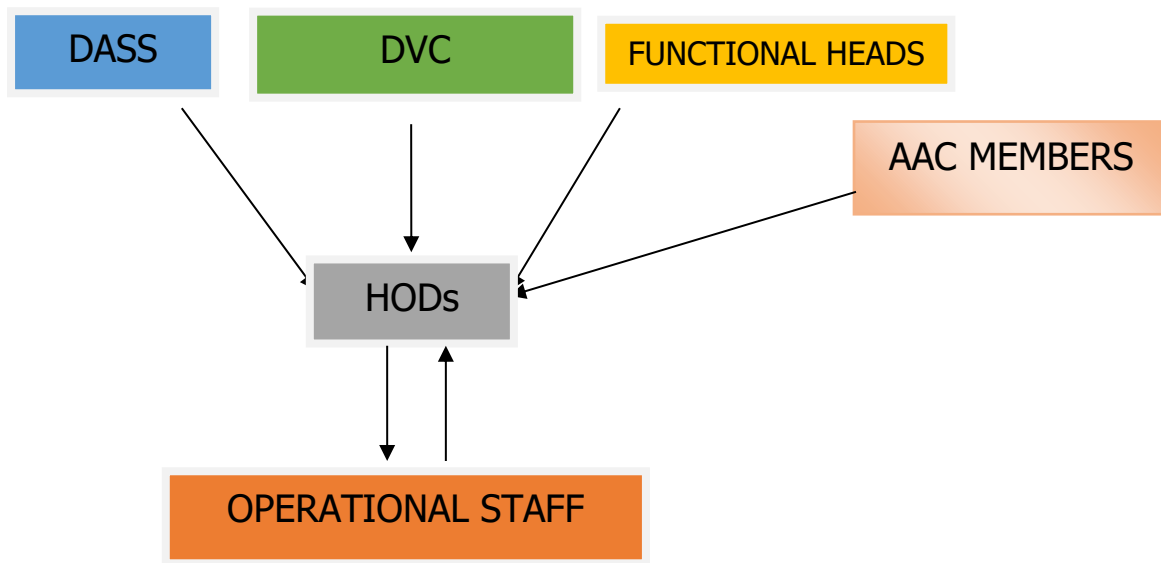 DASS
DVC
FUNCTIONAL HEADS
AAC MEMBERS
HODs
OPERATIONAL STAFF